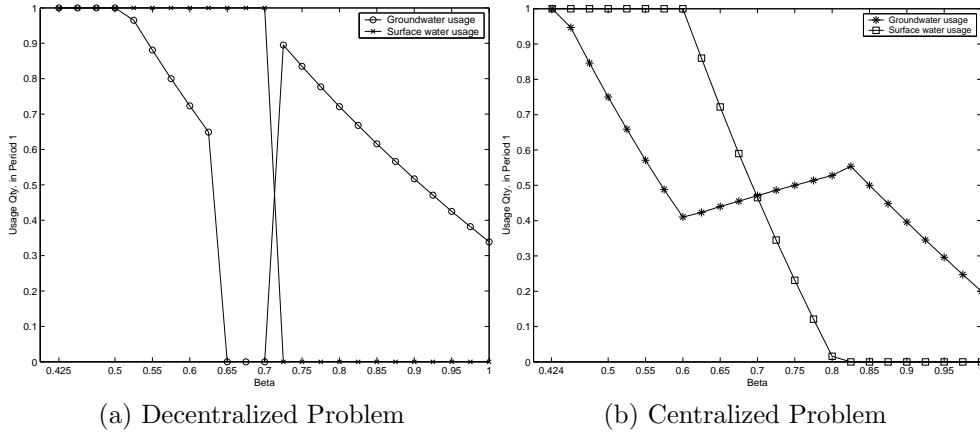 Groundwater usage
Surface water usage
Usage Qty. in Period 1
1
0.9
0.8
0.7
0.6
0.5
0.4
0.3
0.2
0.1
0
0.425 0.5 0.55 0.6 0.65 0.7 0.75 0.8 0.85 0.9 0.95 1
Beta
(a) Decentralized Problem
Groundwater usage
Surface water usage
Usage Qty. in Period 1
1
0.9
0.8
0.7
0.6
0.5
0.4
0.3
0.2
0.1
0
0.424 0.5 0.55 0.6 0.65 0.7 0.75 0.8 0.85 0.9 0.95
Beta
(b) Centralized Problem